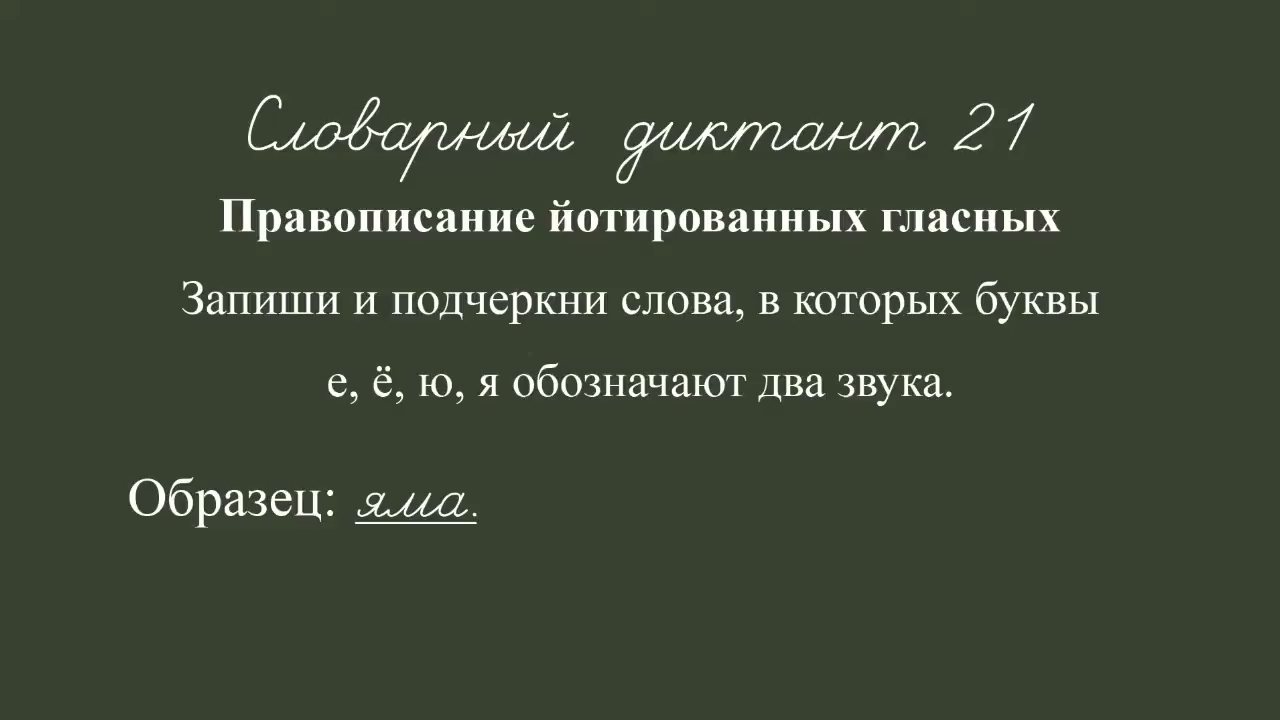 Словарный диктант 21
Правописание йотированных гласных
Запиши и подчеркни слова, в которых буквы
е, ё, ю, я обозначают два звука.
Образец: яма.